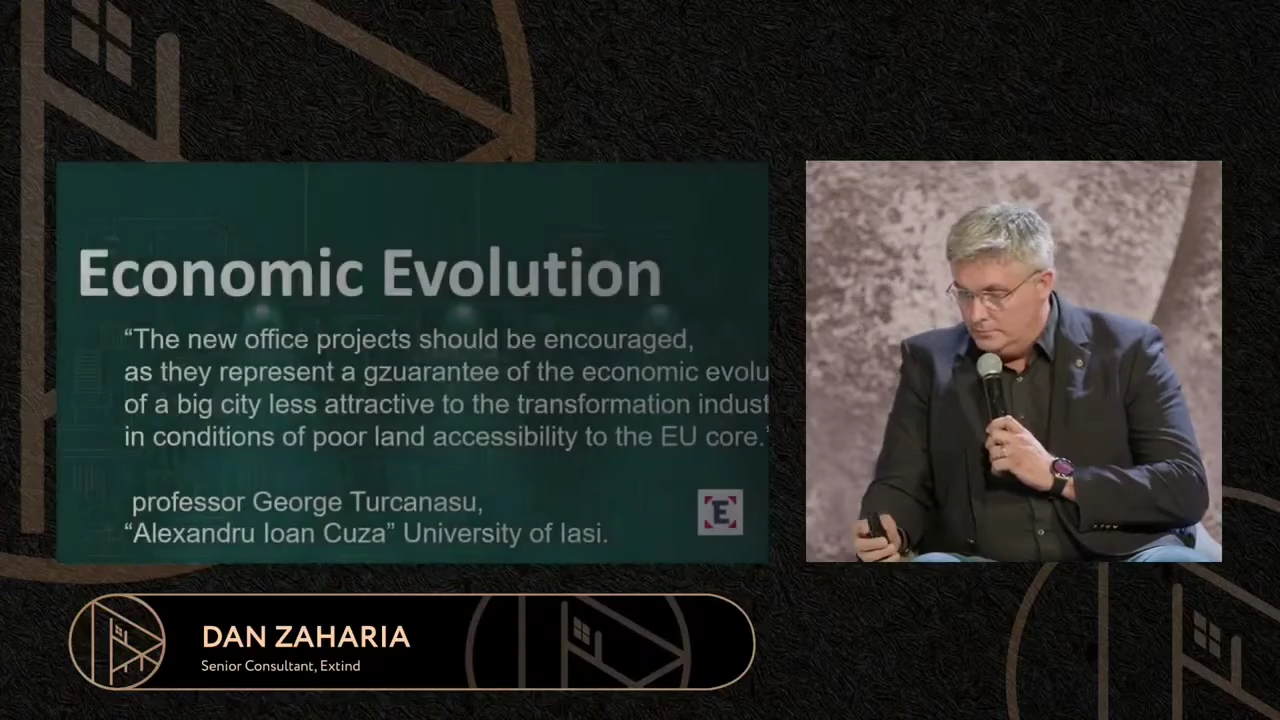 Economic Evolution
“The new office projects should be encouraged,
as they represent a gzuarantee of the economic evolu
of a big city less attractive to the transformation indust
in conditions of poor land accessibility to the EU core.’
professor George Turcanasu,
“Alexandru Ioan Cuza” University of Iasi.
E
DAN ZAHARIA
Senior Consultant, Extind